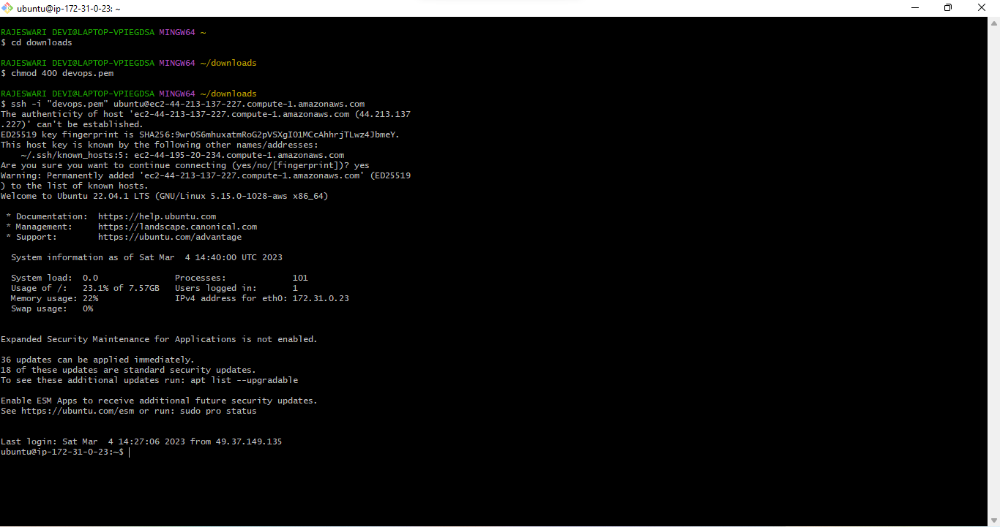 ubuntu@ip-172-31-0-23: ~
RAJESWARI DEVI@LAPTOP-VPIEGDSA MINGW64 ~
$ cd downloads
RAJESWARI DEVI@LAPTOP-VPIEGDSA MINGW64 ~/downloads
$ chmod 400 devops.pem
RAJESWARI DEVI@LAPTOP-VPIEGDSA MINGW64 ~/downloads
$ ssh -i "devops.pem" ubuntu@ec2-44-213-137-227.compute-1.amazonaws.com
The authenticity of host 'ec2-44-213-137-227.compute-1.amazonaws.com (44.213.137
.227)' can't be established.
ED25519 key fingerprint is SHA256:9wrOS6mhuxatmRoG2pVSXgIO1MCcAhhrjTLwz4JbmeY.
This host key is known by the following other names/addresses:
    ~/.ssh/known_hosts:5: ec2-44-195-20-234.compute-1.amazonaws.com
Are you sure you want to continue connecting (yes/no/[fingerprint])? yes
Warning: Permanently added 'ec2-44-213-137-227.compute-1.amazonaws.com' (ED25519
) to the list of known hosts.
Welcome to Ubuntu 22.04.1 LTS (GNU/Linux 5.15.0-1028-aws x86_64)
 * Documentation:  https://help.ubuntu.com
 * Management:     https://landscape.canonical.com
 * Support:        https://ubuntu.com/advantage
  System information as of Sat Mar  4 14:40:00 UTC 2023
  System load:  0.0               Processes:             101
  Usage of /:   23.1% of 7.57GB   Users logged in:       1
  Memory usage: 22%               IPv4 address for eth0: 172.31.0.23
  Swap usage:   0%
Expanded Security Maintenance for Applications is not enabled.
36 updates can be applied immediately.
18 of these updates are standard security updates.
To see these additional updates run: apt list --upgradable
Enable ESM Apps to receive additional future security updates.
See https://ubuntu.com/esm or run: sudo pro status
Last login: Sat Mar  4 14:27:06 2023 from 49.37.149.135
ubuntu@ip-172-31-0-23:~$